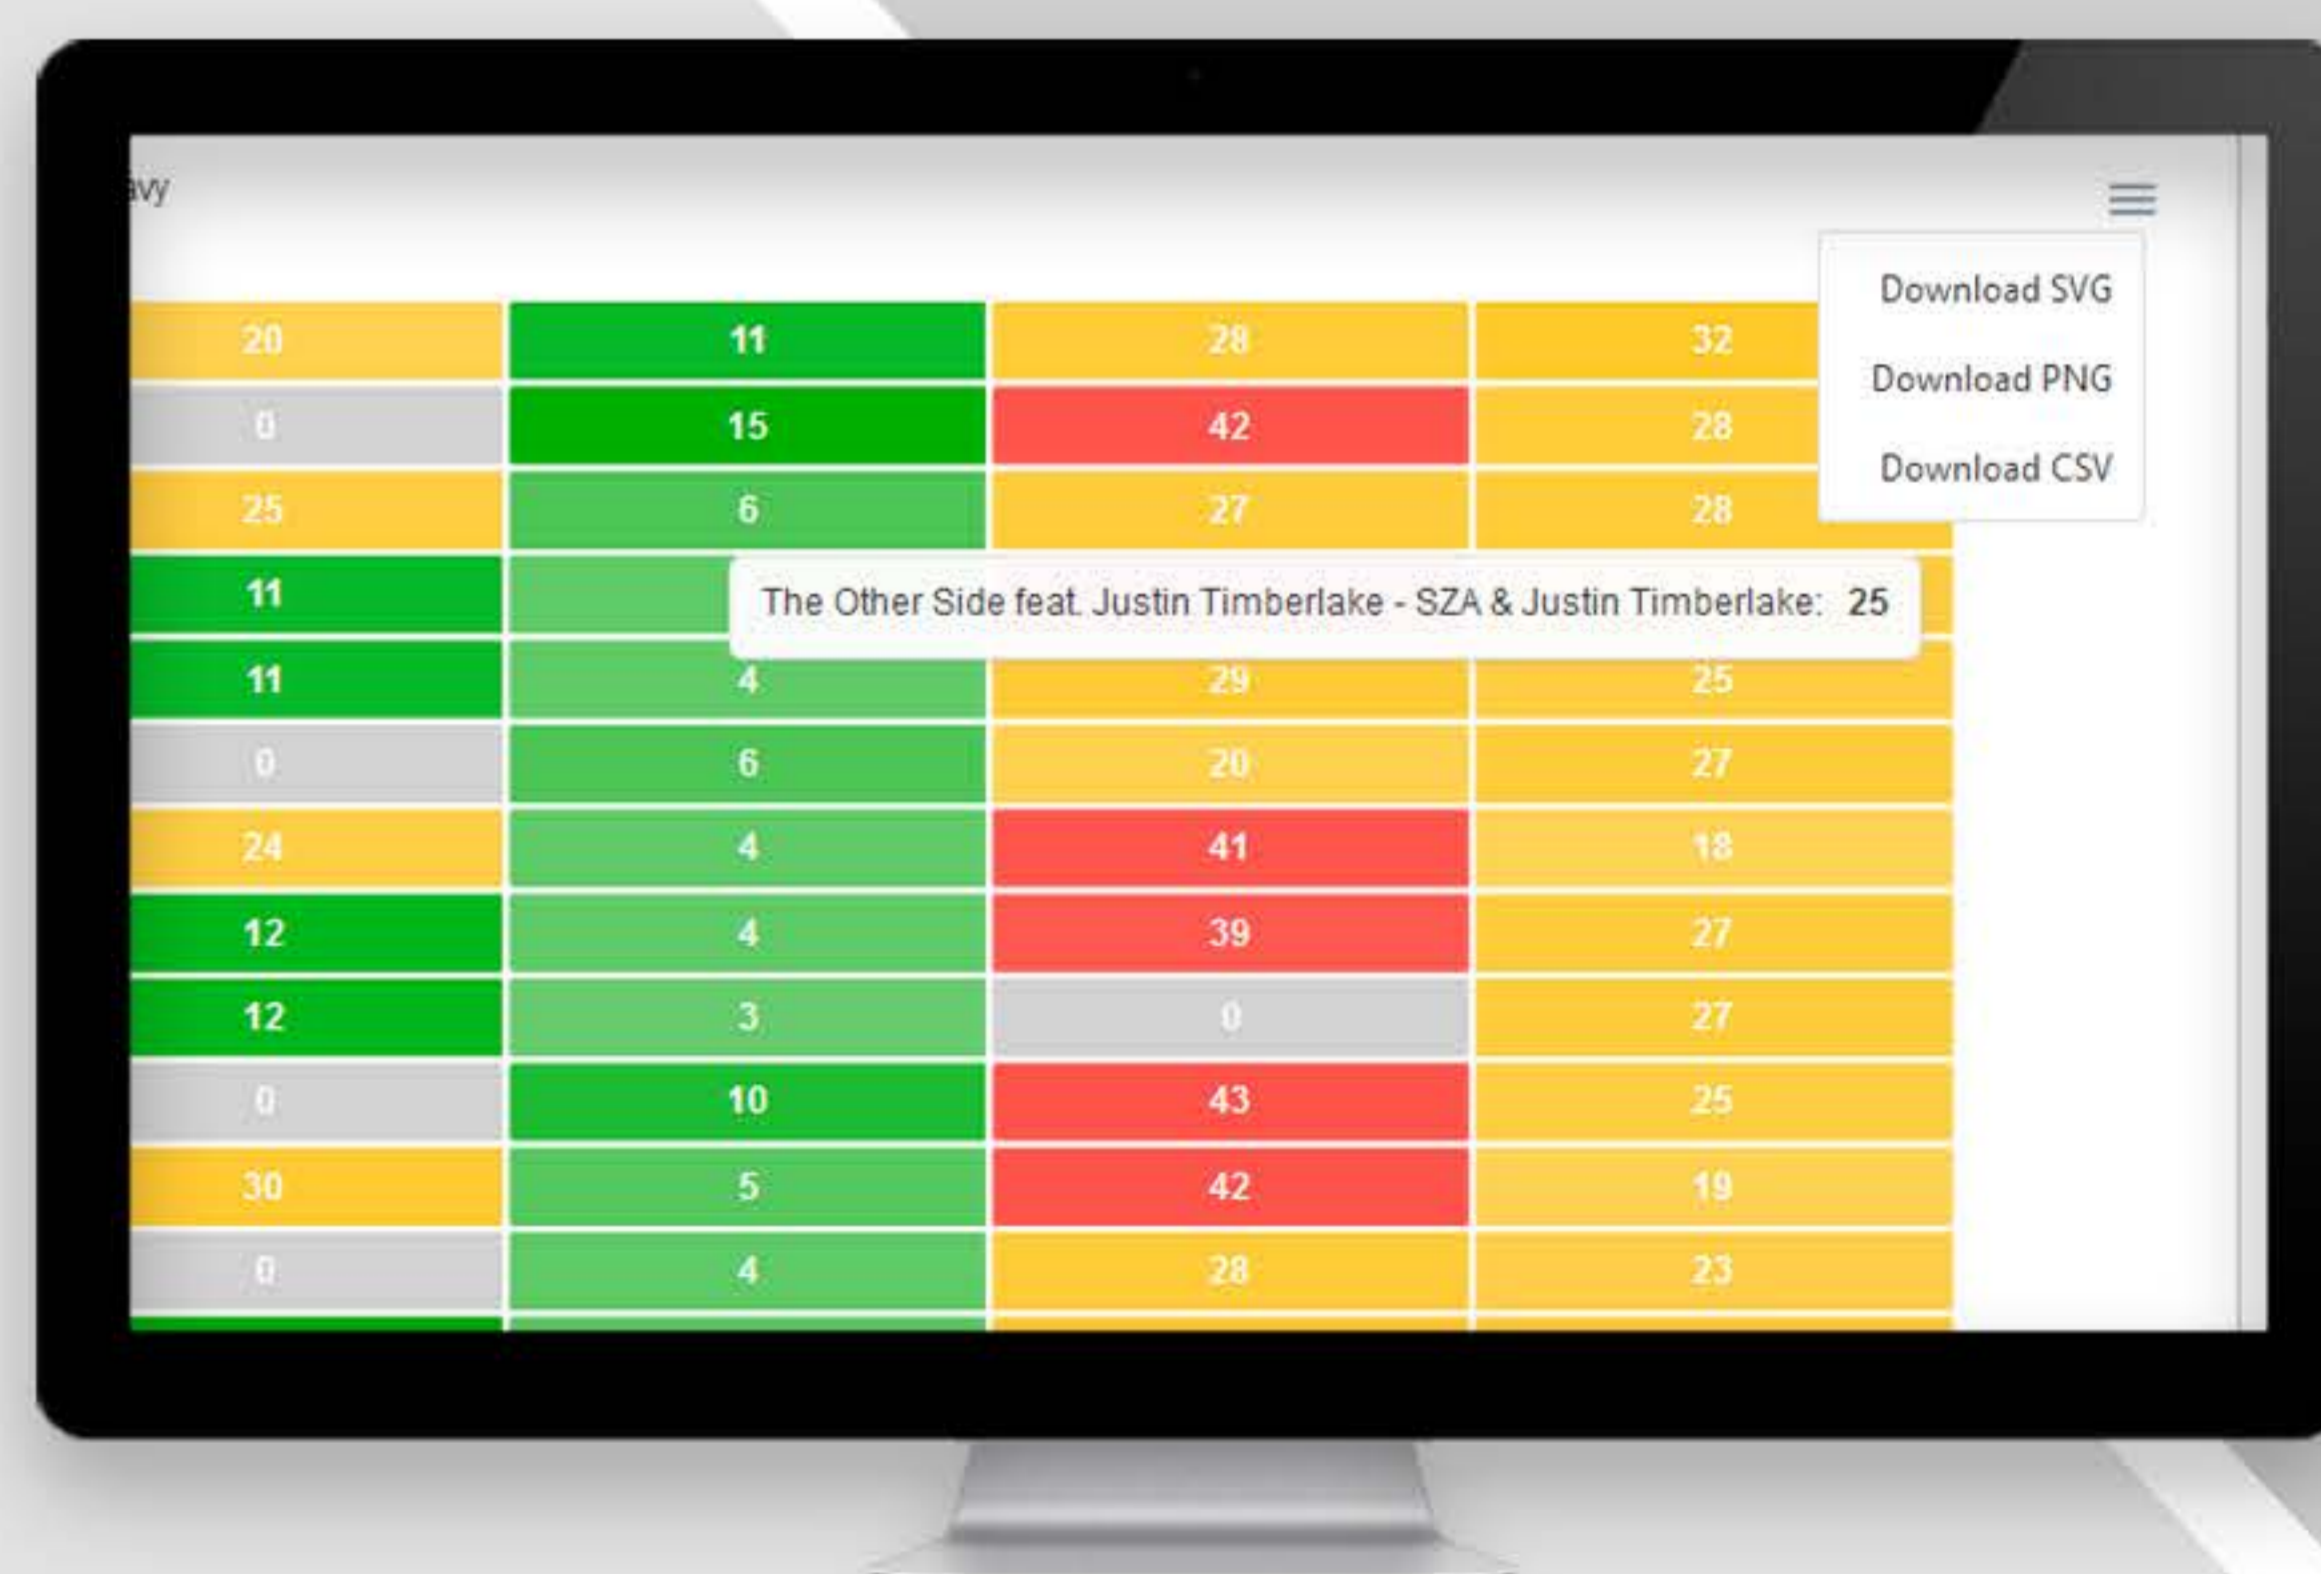 avy
Download SVG
Download PNG
Download CSV
20 11 28 32
0 15 42 28
25 6 27 28
11
The Other Side feat. Justin Timberlake - SZA & Justin Timberlake: 25
11 4 29 25
0 6 20 27
24 4 41 18
12 4 39 27
12 3 0 27
0 10 43 25
30 5 42 19
0 4 28 23